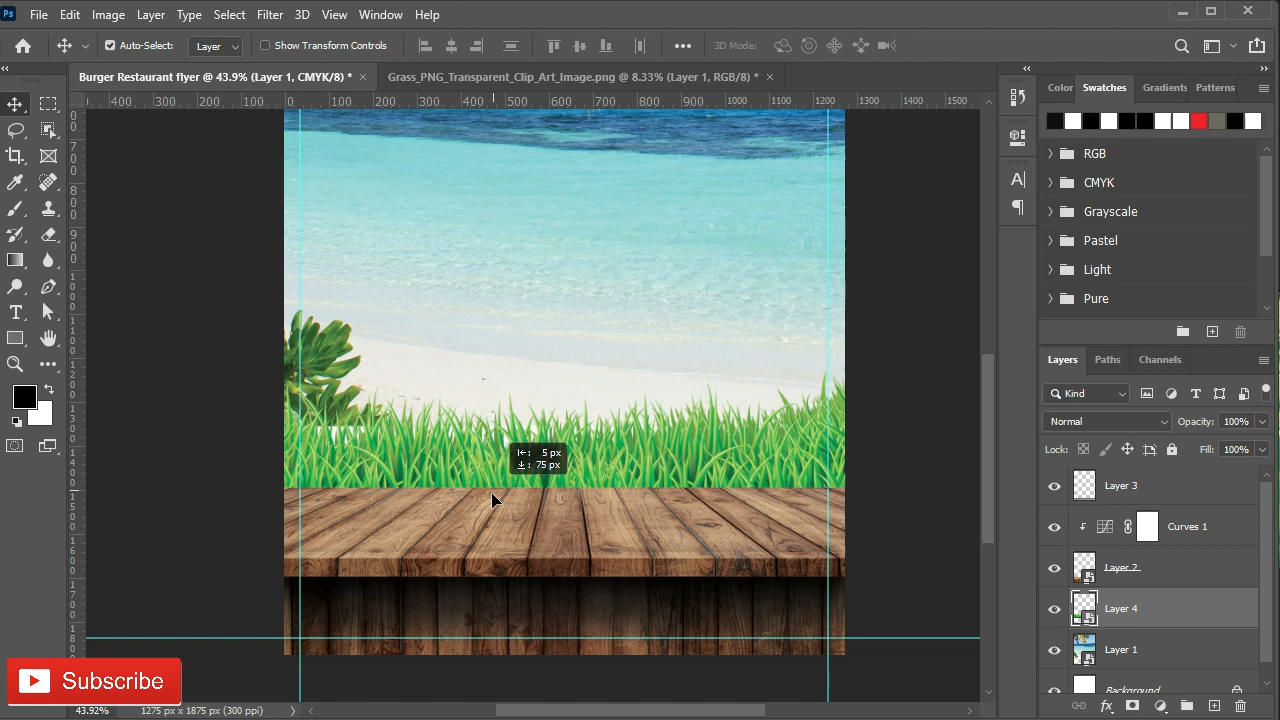 Ps File Edit Image Layer Type Select Filter 3D View Window Help
Auto-Select: Layer Show Transform Controls 3D Mode:
Burger Restaurant flyer @ 43.9% (Layer 1, CMYK/8) * Grass_PNG_Transparent_Clip_Art_Image.png @ 8.33% (Layer 1, RGB/8) *
400 300 200 100 0 100 200 300 400 500 600 700 800 900 1000 1200 1300 1400 1500
Color Swatches Gradients Patterns
RGB
CMYK
Grayscale
Pastel
Light
Pure
Layers Paths Channels
Kind
Normal Opacity: 100%
Lock: Fill: 100%
Layer 3
Curves 1
Layer 2
Layer 4
Layer 1
Background
5 px
75 px
Subscribe
43.92% 1275 px x 1875 px (300 ppi)